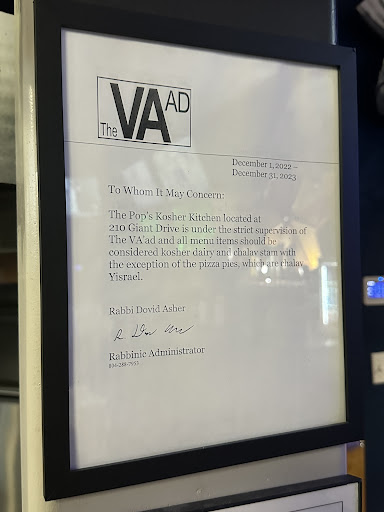 The VAAD
December 1, 2022 –
December 31, 2023
To Whom It May Concern:
The Pop's Kosher Kitchen located at
210 Giant Drive is under the strict supervision of
The VA'ad and all menu items should be
considered kosher dairy and chalav stam with
the exception of the pizza pies, which are chalav
Yisrael.
Rabbi Dovid Asher
Rabbinic Administrator